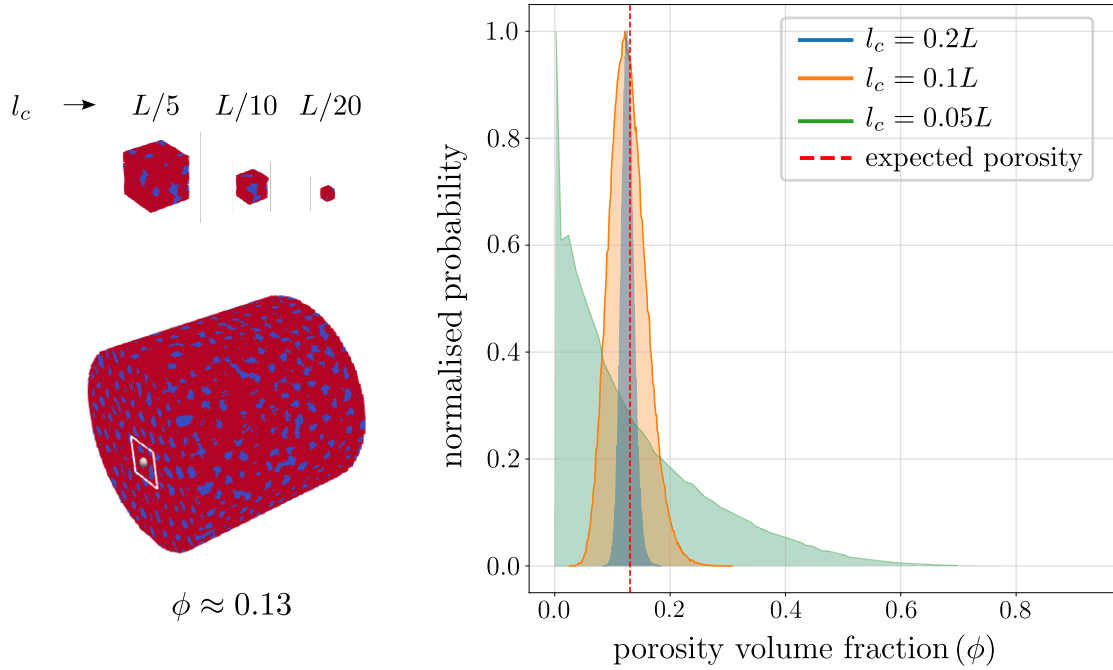 l_c → L/5 L/10 L/20
ϕ ≈ 0.13
normalised probability
1.0
0.8
0.6
0.4
0.2
0.0
l_c = 0.2L
l_c = 0.1L
l_c = 0.05L
expected porosity
0.0 0.2 0.4 0.6 0.8
porosity volume fraction (ϕ)